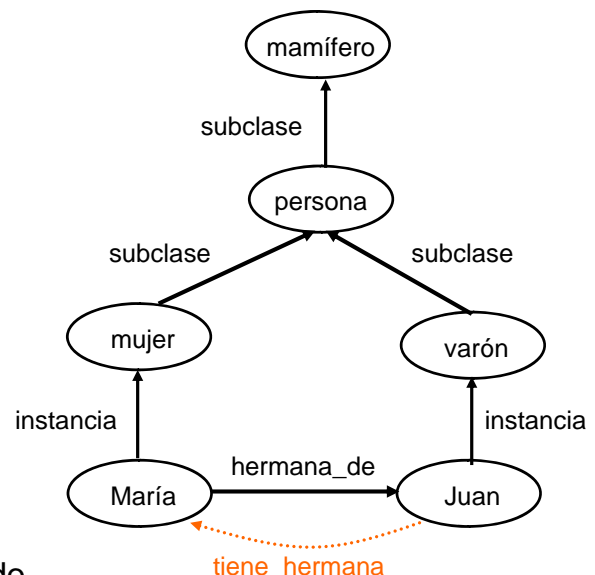 mamífero
subclase
persona
subclase
subclase
mujer
varón
instancia
instancia
hermana_de
María
Juan
tiene_hermana